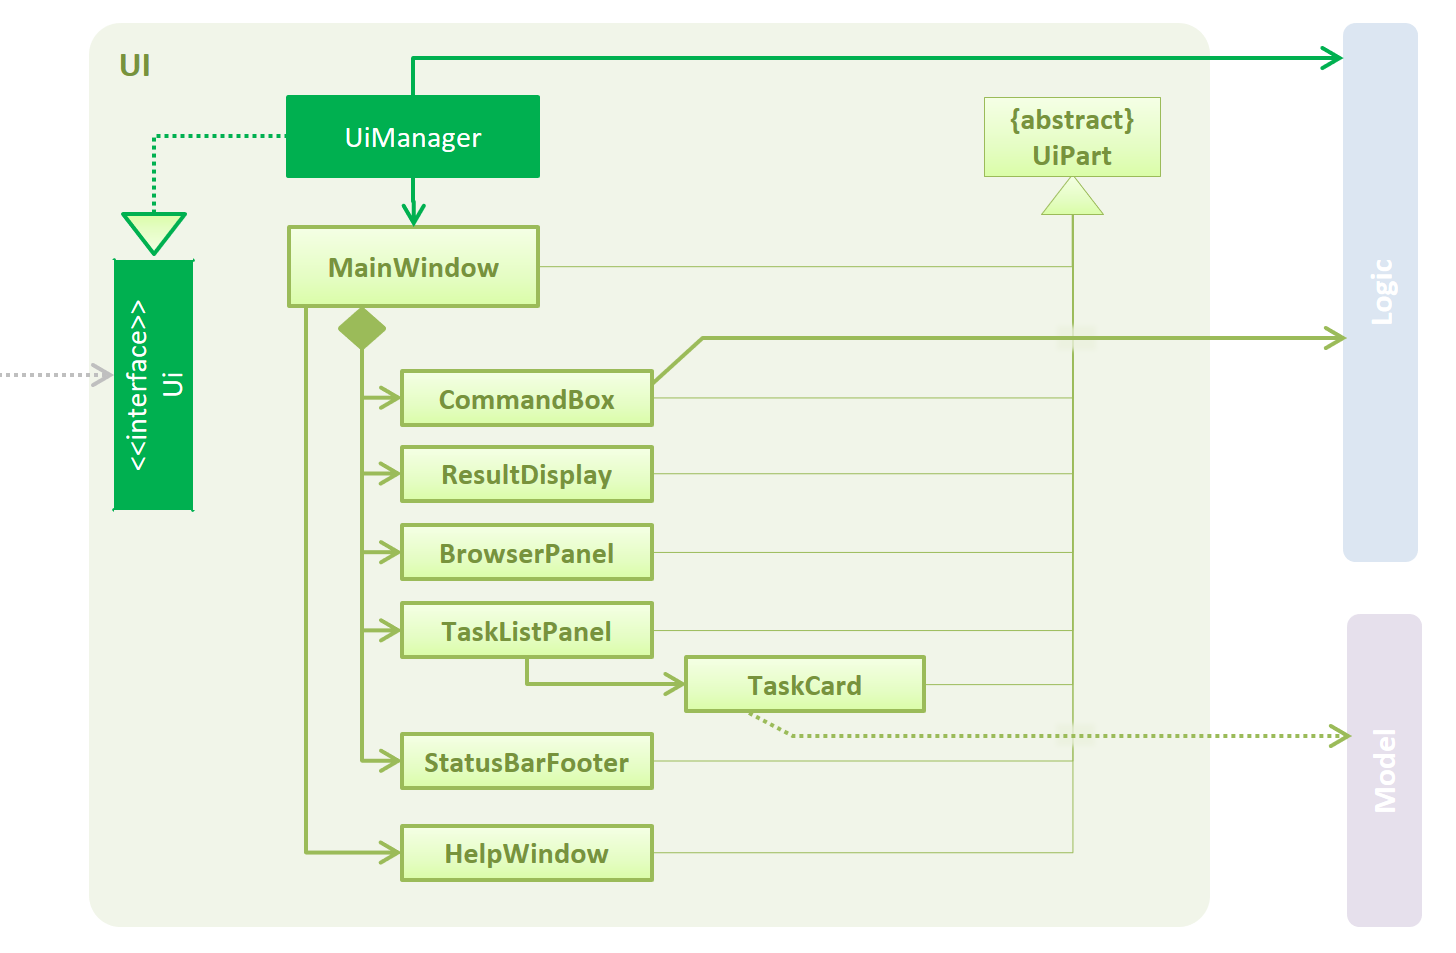 UI
UiManager
{abstract}
UiPart
MainWindow
<<interface>>
Ui
Logic
CommandBox
ResultDisplay
BrowserPanel
TaskListPanel
TaskCard
StatusBarFooter
Model
HelpWindow